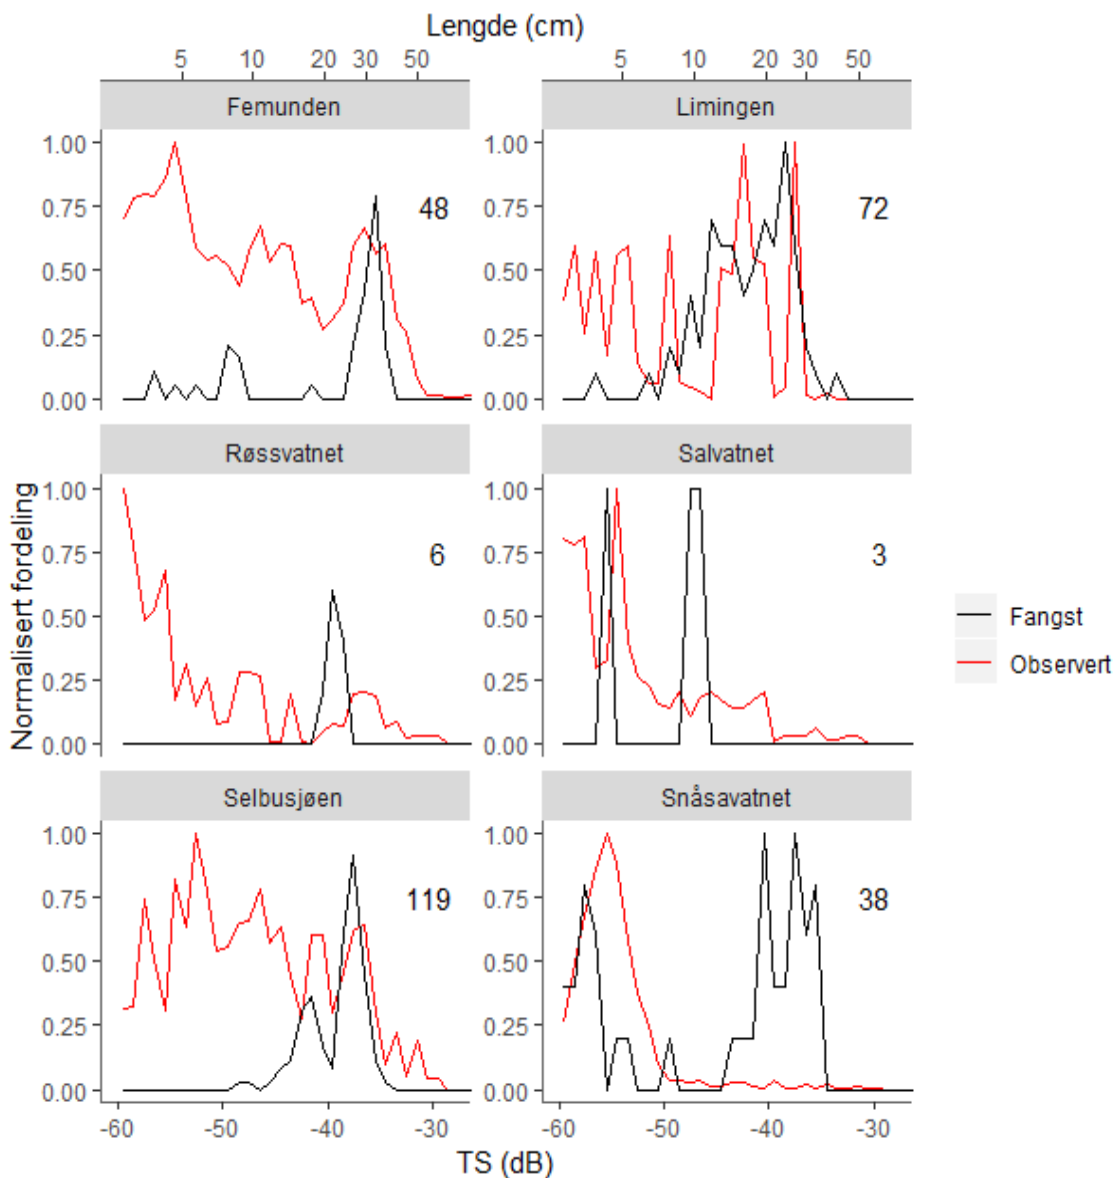 Lengde (cm)
5 10 20 30 50 5 10 20 30 50
Femunden Limingen
1.00 1.00
0.75 48 0.75 72
0.50 0.50
0.25 0.25
0.00 0.00
Røssvatnet Salvatnet
1.00 1.00
0.75 6 0.75 3
0.50 0.50
0.25 0.25
0.00 0.00
Normalisert fordeling
Fangst
Observert
Selbusjøen Snåsavatnet
1.00 1.00
0.75 119 0.75 38
0.50 0.50
0.25 0.25
0.00 0.00
-60 -50 -40 -30 -60 -50 -40 -30
TS (dB)